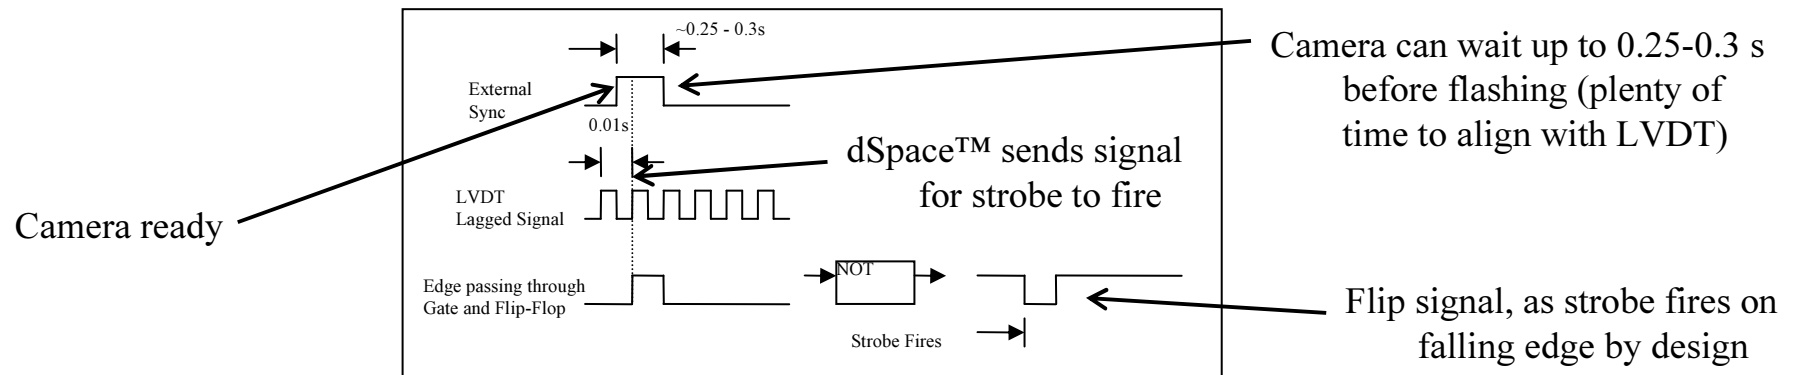 ~0.25 - 0.3s
Camera can wait up to 0.25-0.3 s
before flashing (plenty of
time to align with LVDT)
External
Sync
0.01s
dSpace™ sends signal
for strobe to fire
LVDT
Lagged Signal
Camera ready
Edge passing through
Gate and Flip-Flop
NOT
Flip signal, as strobe fires on
falling edge by design
Strobe Fires